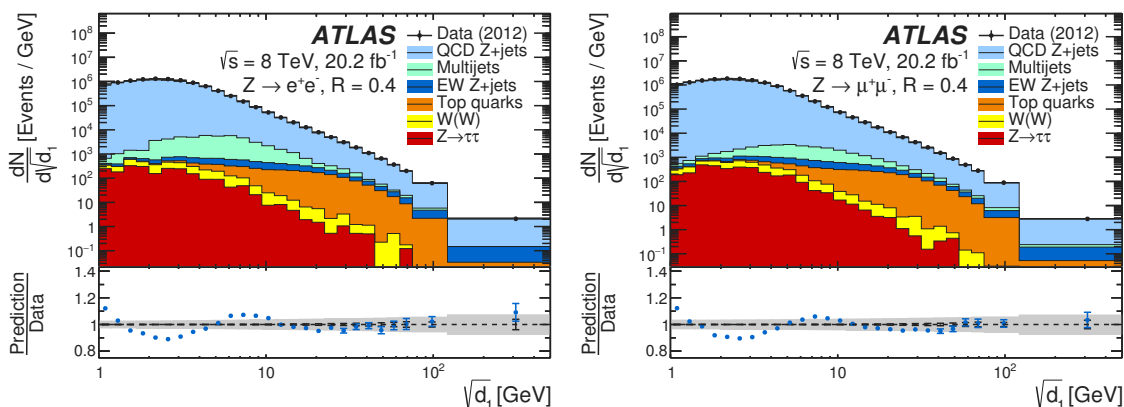 ATLAS
√s = 8 TeV, 20.2 fb⁻¹
Z → e⁺e⁻, R = 0.4
Data (2012)
QCD Z+jets
Multijets
EW Z+jets
Top quarks
W(W)
Z→ττ
dN/d√d₁ [Events / GeV]
10⁸
10⁷
10⁶
10⁵
10⁴
10³
10²
10
1
10⁻¹
Prediction/Data
1.4
1.2
1
0.8
1 10 10²
√d₁ [GeV]
ATLAS
√s = 8 TeV, 20.2 fb⁻¹
Z → μ⁺μ⁻, R = 0.4
Data (2012)
QCD Z+jets
Multijets
EW Z+jets
Top quarks
W(W)
Z→ττ
dN/d√d₁ [Events / GeV]
10⁸
10⁷
10⁶
10⁵
10⁴
10³
10²
10
1
10⁻¹
Prediction/Data
1.4
1.2
1
0.8
1 10 10²
√d₁ [GeV]